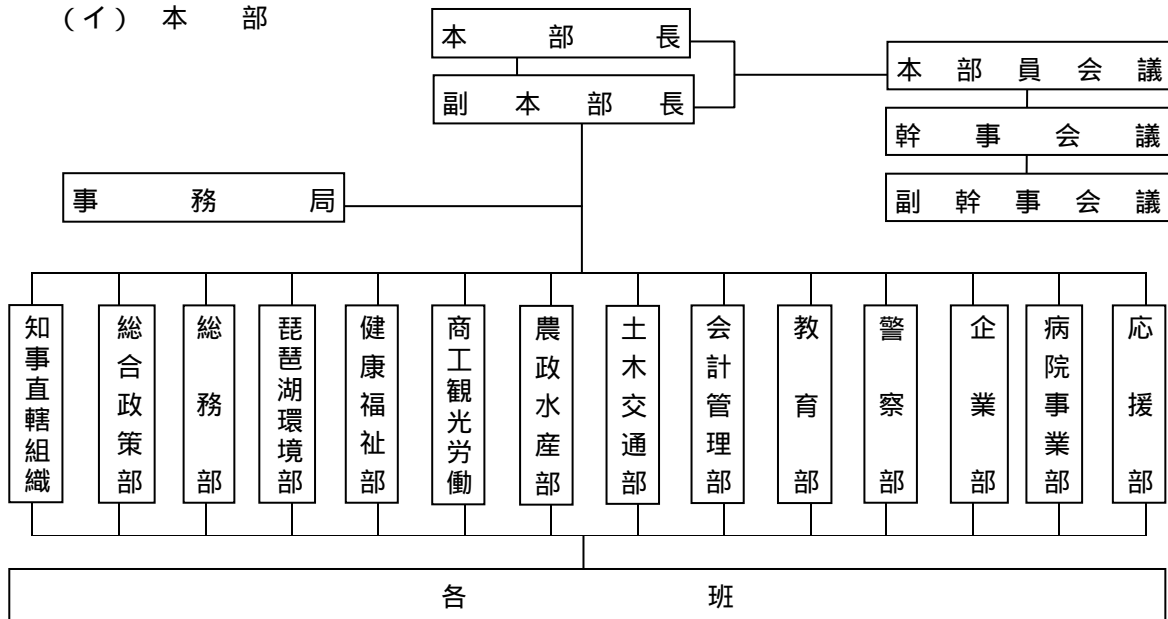 (イ) 本 部
本 部 長
副 本 部 長
本 部 員 会 議
幹 事 会 議
副 幹 事 会 議
事 務 局
知事直轄組織
総合政策部
総務部
琵琶湖環境部
健康福祉部
商工観光労働
農政水産部
土木交通部
会計管理部
教育部
警察部
企業部
病院事業部
応援部
各 班